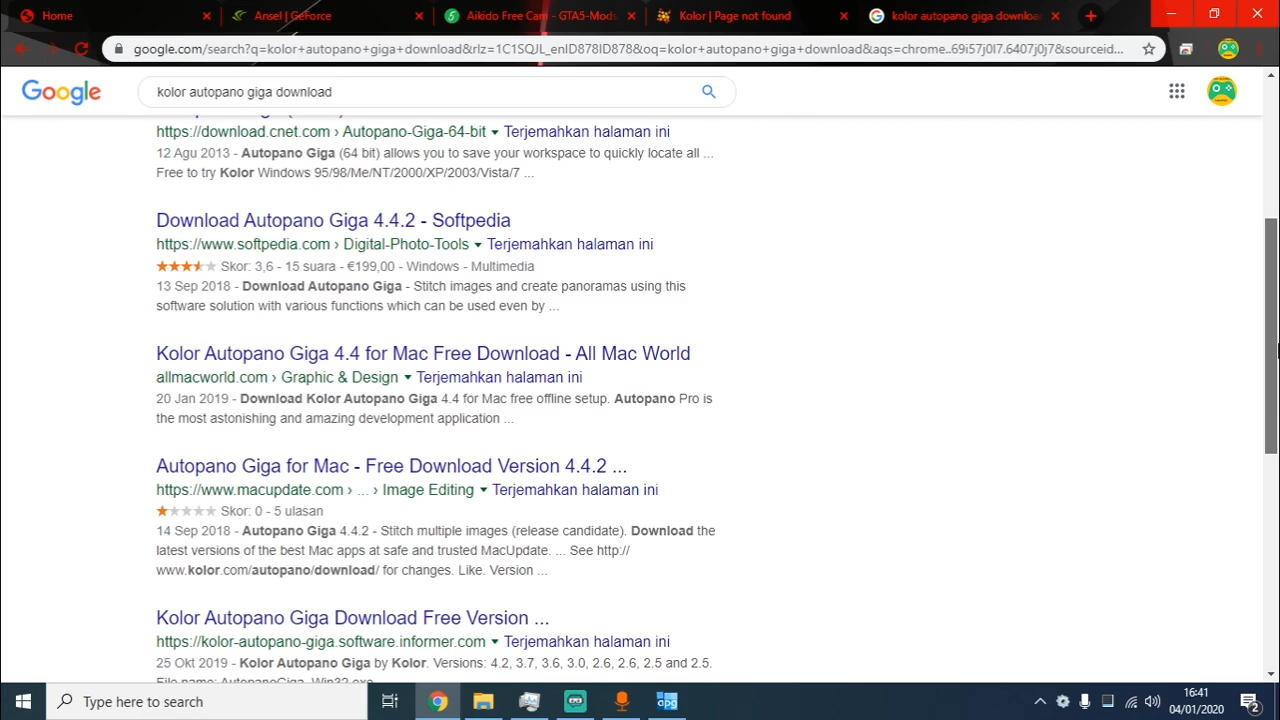 Home
Ansel | GeForce
Aikido Free Cam - GTA5-Mods
Kolor | Page not found
kolor autopano giga downloa
google.com/search?q=kolor+autopano+giga+download&rlz=1C1SQJL_enID878ID878&oq=kolor+autopano+giga+download&aqs=chrome..69i57j0l7.6407j0j7&sourceid...
Google
kolor autopano giga download
https://download.cnet.com › Autopano-Giga-64-bit ▾ Terjemahkan halaman ini
12 Agu 2013 - Autopano Giga (64 bit) allows you to save your workspace to quickly locate all ...
Free to try Kolor Windows 95/98/Me/NT/2000/XP/2003/Vista/7 ...
Download Autopano Giga 4.4.2 - Softpedia
https://www.softpedia.com › Digital-Photo-Tools ▾ Terjemahkan halaman ini
Skor: 3,6 - 15 suara - €199,00 - Windows - Multimedia
13 Sep 2018 - Download Autopano Giga - Stitch images and create panoramas using this
software solution with various functions which can be used even by ...
Kolor Autopano Giga 4.4 for Mac Free Download - All Mac World
allmacworld.com › Graphic & Design ▾ Terjemahkan halaman ini
20 Jan 2019 - Download Kolor Autopano Giga 4.4 for Mac free offline setup. Autopano Pro is
the most astonishing and amazing development application ...
Autopano Giga for Mac - Free Download Version 4.4.2 ...
https://www.macupdate.com › ... › Image Editing ▾ Terjemahkan halaman ini
Skor: 0 - 5 ulasan
14 Sep 2018 - Autopano Giga 4.4.2 - Stitch multiple images (release candidate). Download the
latest versions of the best Mac apps at safe and trusted MacUpdate. ... See http://
www.kolor.com/autopano/download/ for changes. Like. Version ...
Kolor Autopano Giga Download Free Version ...
https://kolor-autopano-giga.software.informer.com ▾ Terjemahkan halaman ini
25 Okt 2019 - Kolor Autopano Giga by Kolor. Versions: 4.2, 3.7, 3.6, 3.0, 2.6, 2.6, 2.5 and 2.5.
File name: AutopanoGiga_Win32.exe
Type here to search
apg
16:41
04/01/2020
2